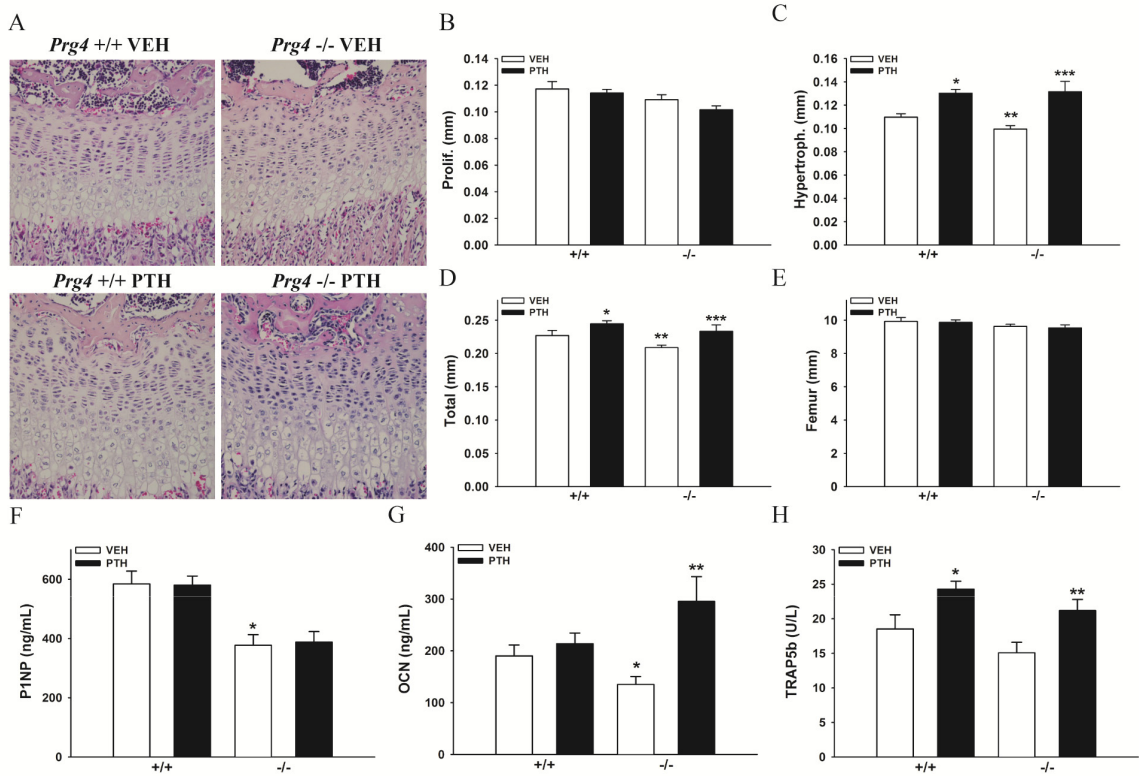 A
Prg4 +/+ VEH
Prg4 -/- VEH
Prg4 +/+ PTH
Prg4 -/- PTH
B
VEH
PTH
Prolif. (mm)
0.14
0.12
0.10
0.08
0.06
0.04
0.02
0.00
+/+
-/-
C
VEH
PTH
Hypertroph. (mm)
0.16
0.14
0.12
0.10
0.08
0.06
0.04
0.02
0.00
*
**
***
+/+
-/-
D
VEH
PTH
Total (mm)
0.25
0.20
0.15
0.10
0.05
0.00
*
**
***
+/+
-/-
E
VEH
PTH
Femur (mm)
10
8
6
4
2
0
+/+
-/-
F
VEH
PTH
P1NP (ng/mL)
600
400
200
0
*
+/+
-/-
G
VEH
PTH
OCN (ng/mL)
400
300
200
100
0
*
**
+/+
-/-
H
VEH
PTH
TRAP5b (U/L)
30
25
20
15
10
5
0
*
**
+/+
-/-